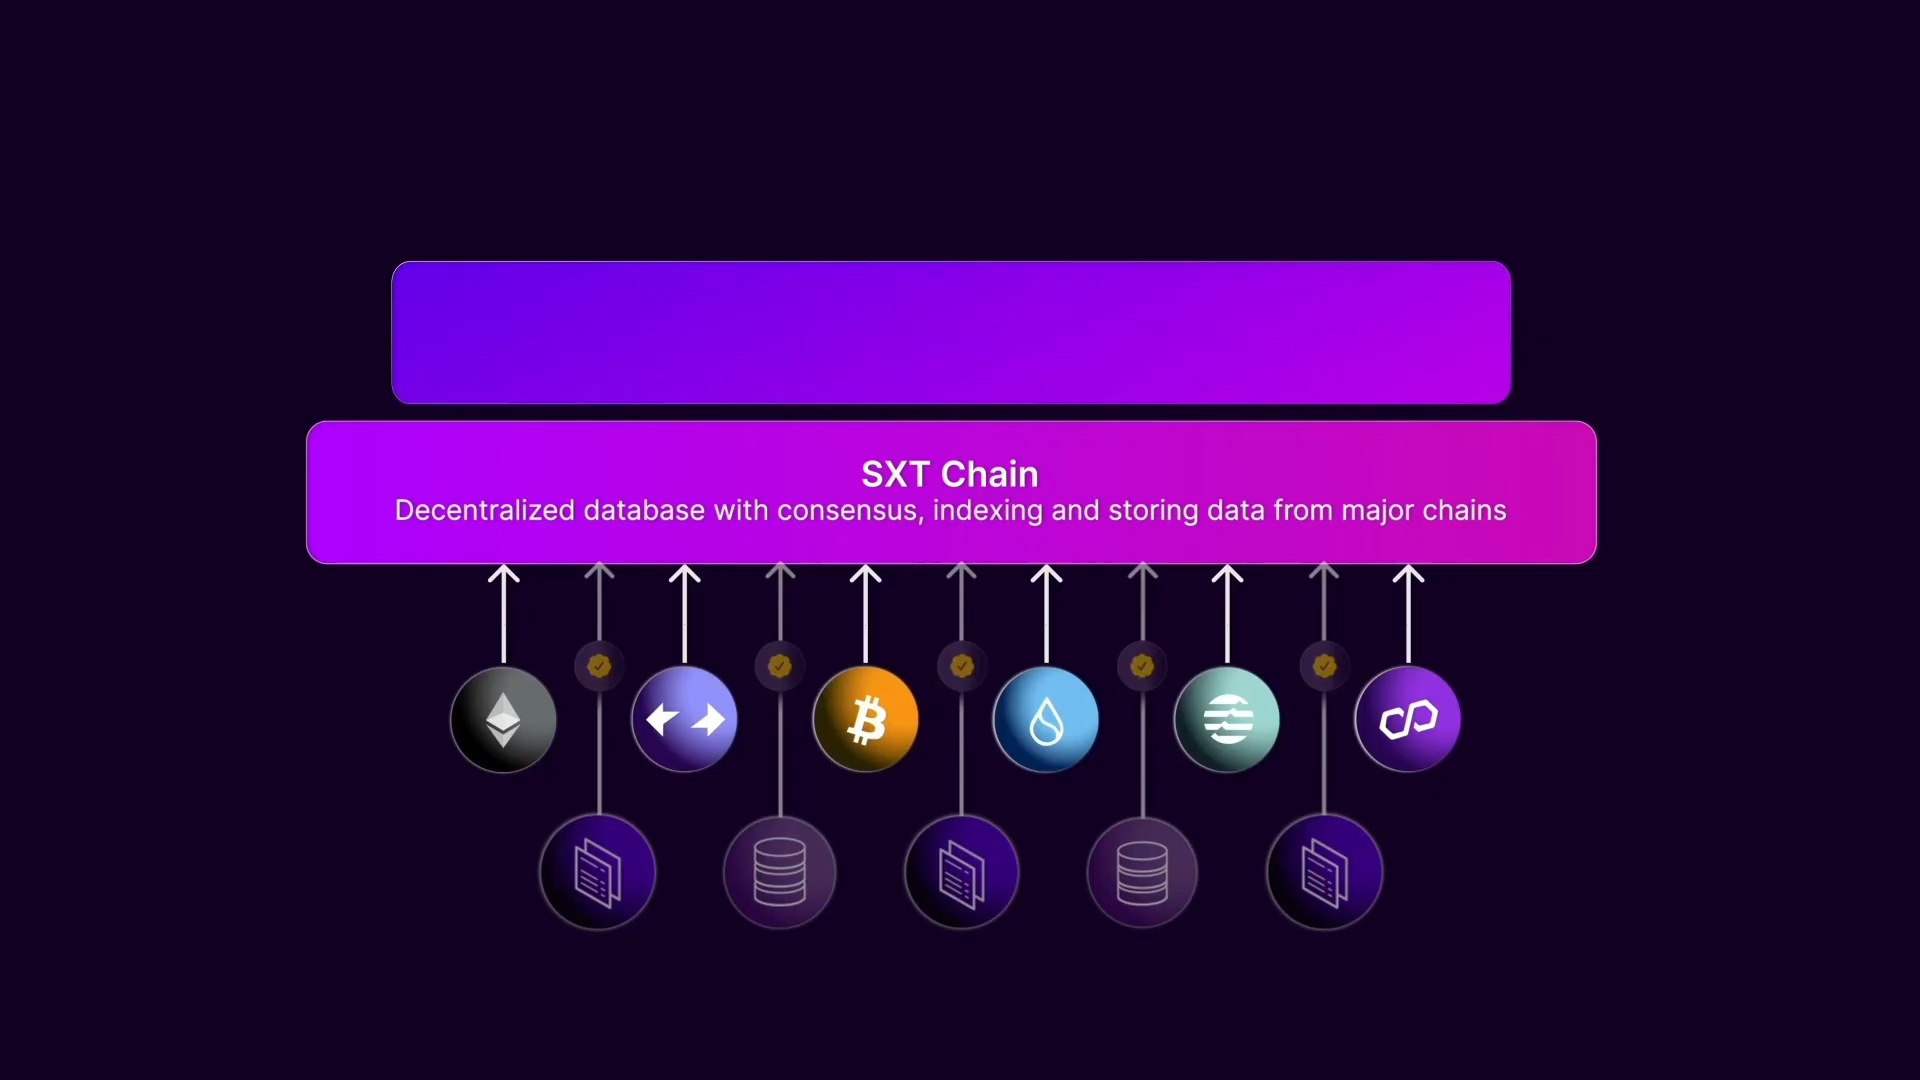 SXT Chain
Decentralized database with consensus, indexing and storing data from major chains